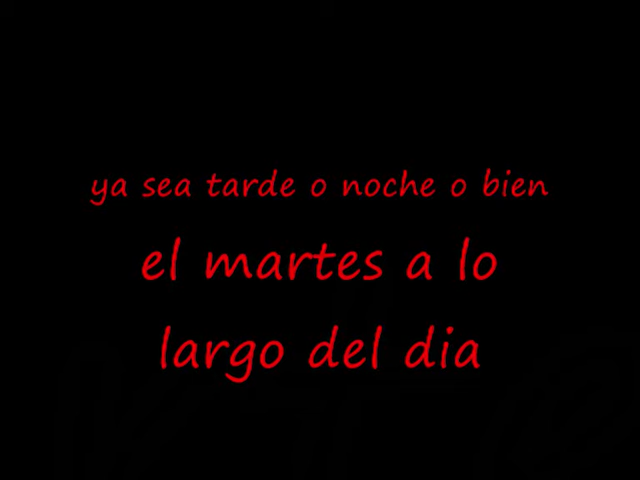 ya sea tarde o noche o bien
el martes a lo
largo del dia